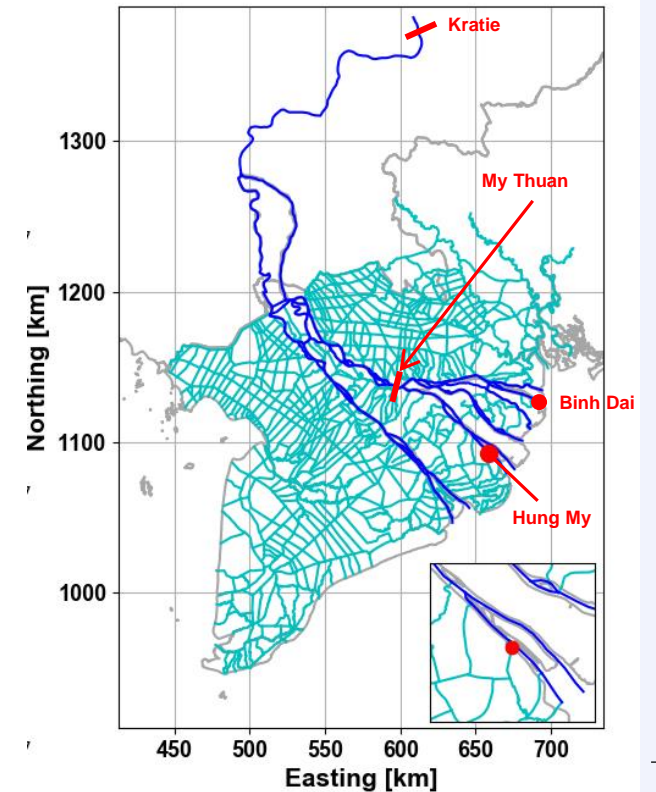 Kratie
1300
My Thuan
1200
Northing [km]
Binh Dai
1100
Hung My
1000
450 500 550 600 650 700
Easting [km]